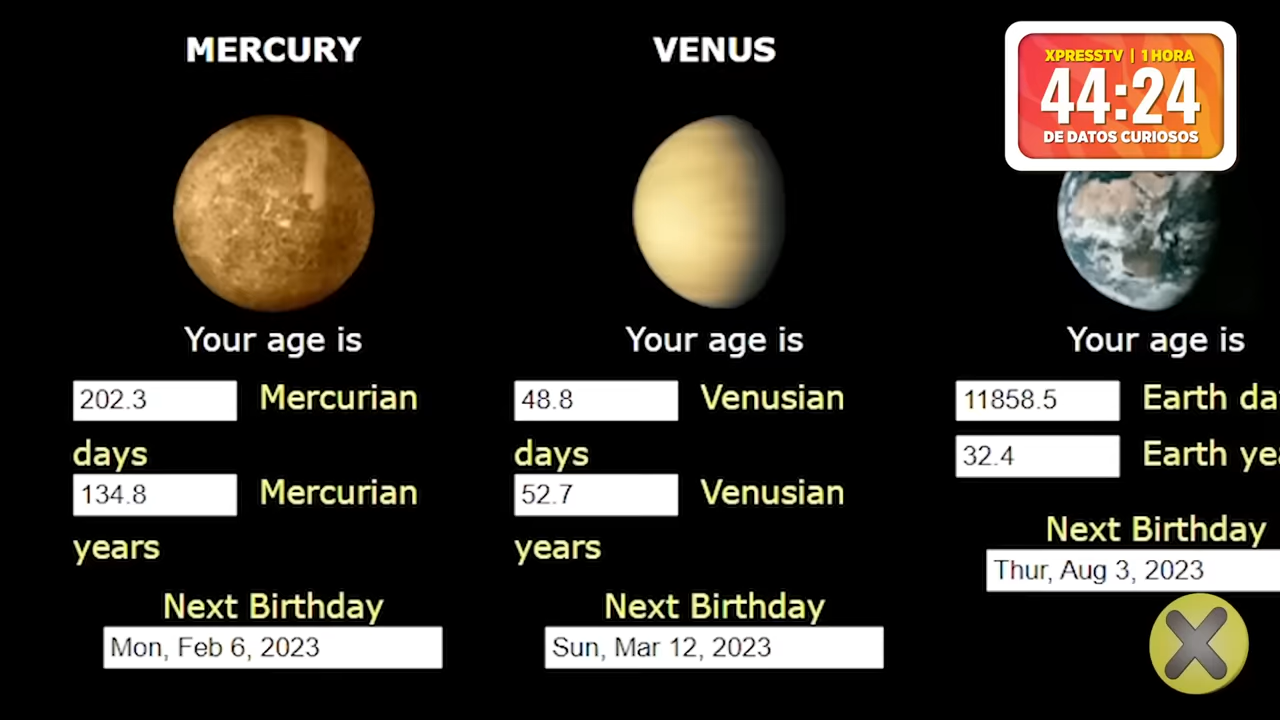 MERCURY
VENUS
XPRESSTV | 1 HORA
44:24
DE DATOS CURIOSOS
Your age is
Your age is
Your age is
202.3 Mercurian
days
134.8 Mercurian
years
48.8 Venusian
days
52.7 Venusian
years
11858.5 Earth
32.4 Earth
Next Birthday
Mon, Feb 6, 2023
Next Birthday
Sun, Mar 12, 2023
Next Birthday
Thur, Aug 3, 2023